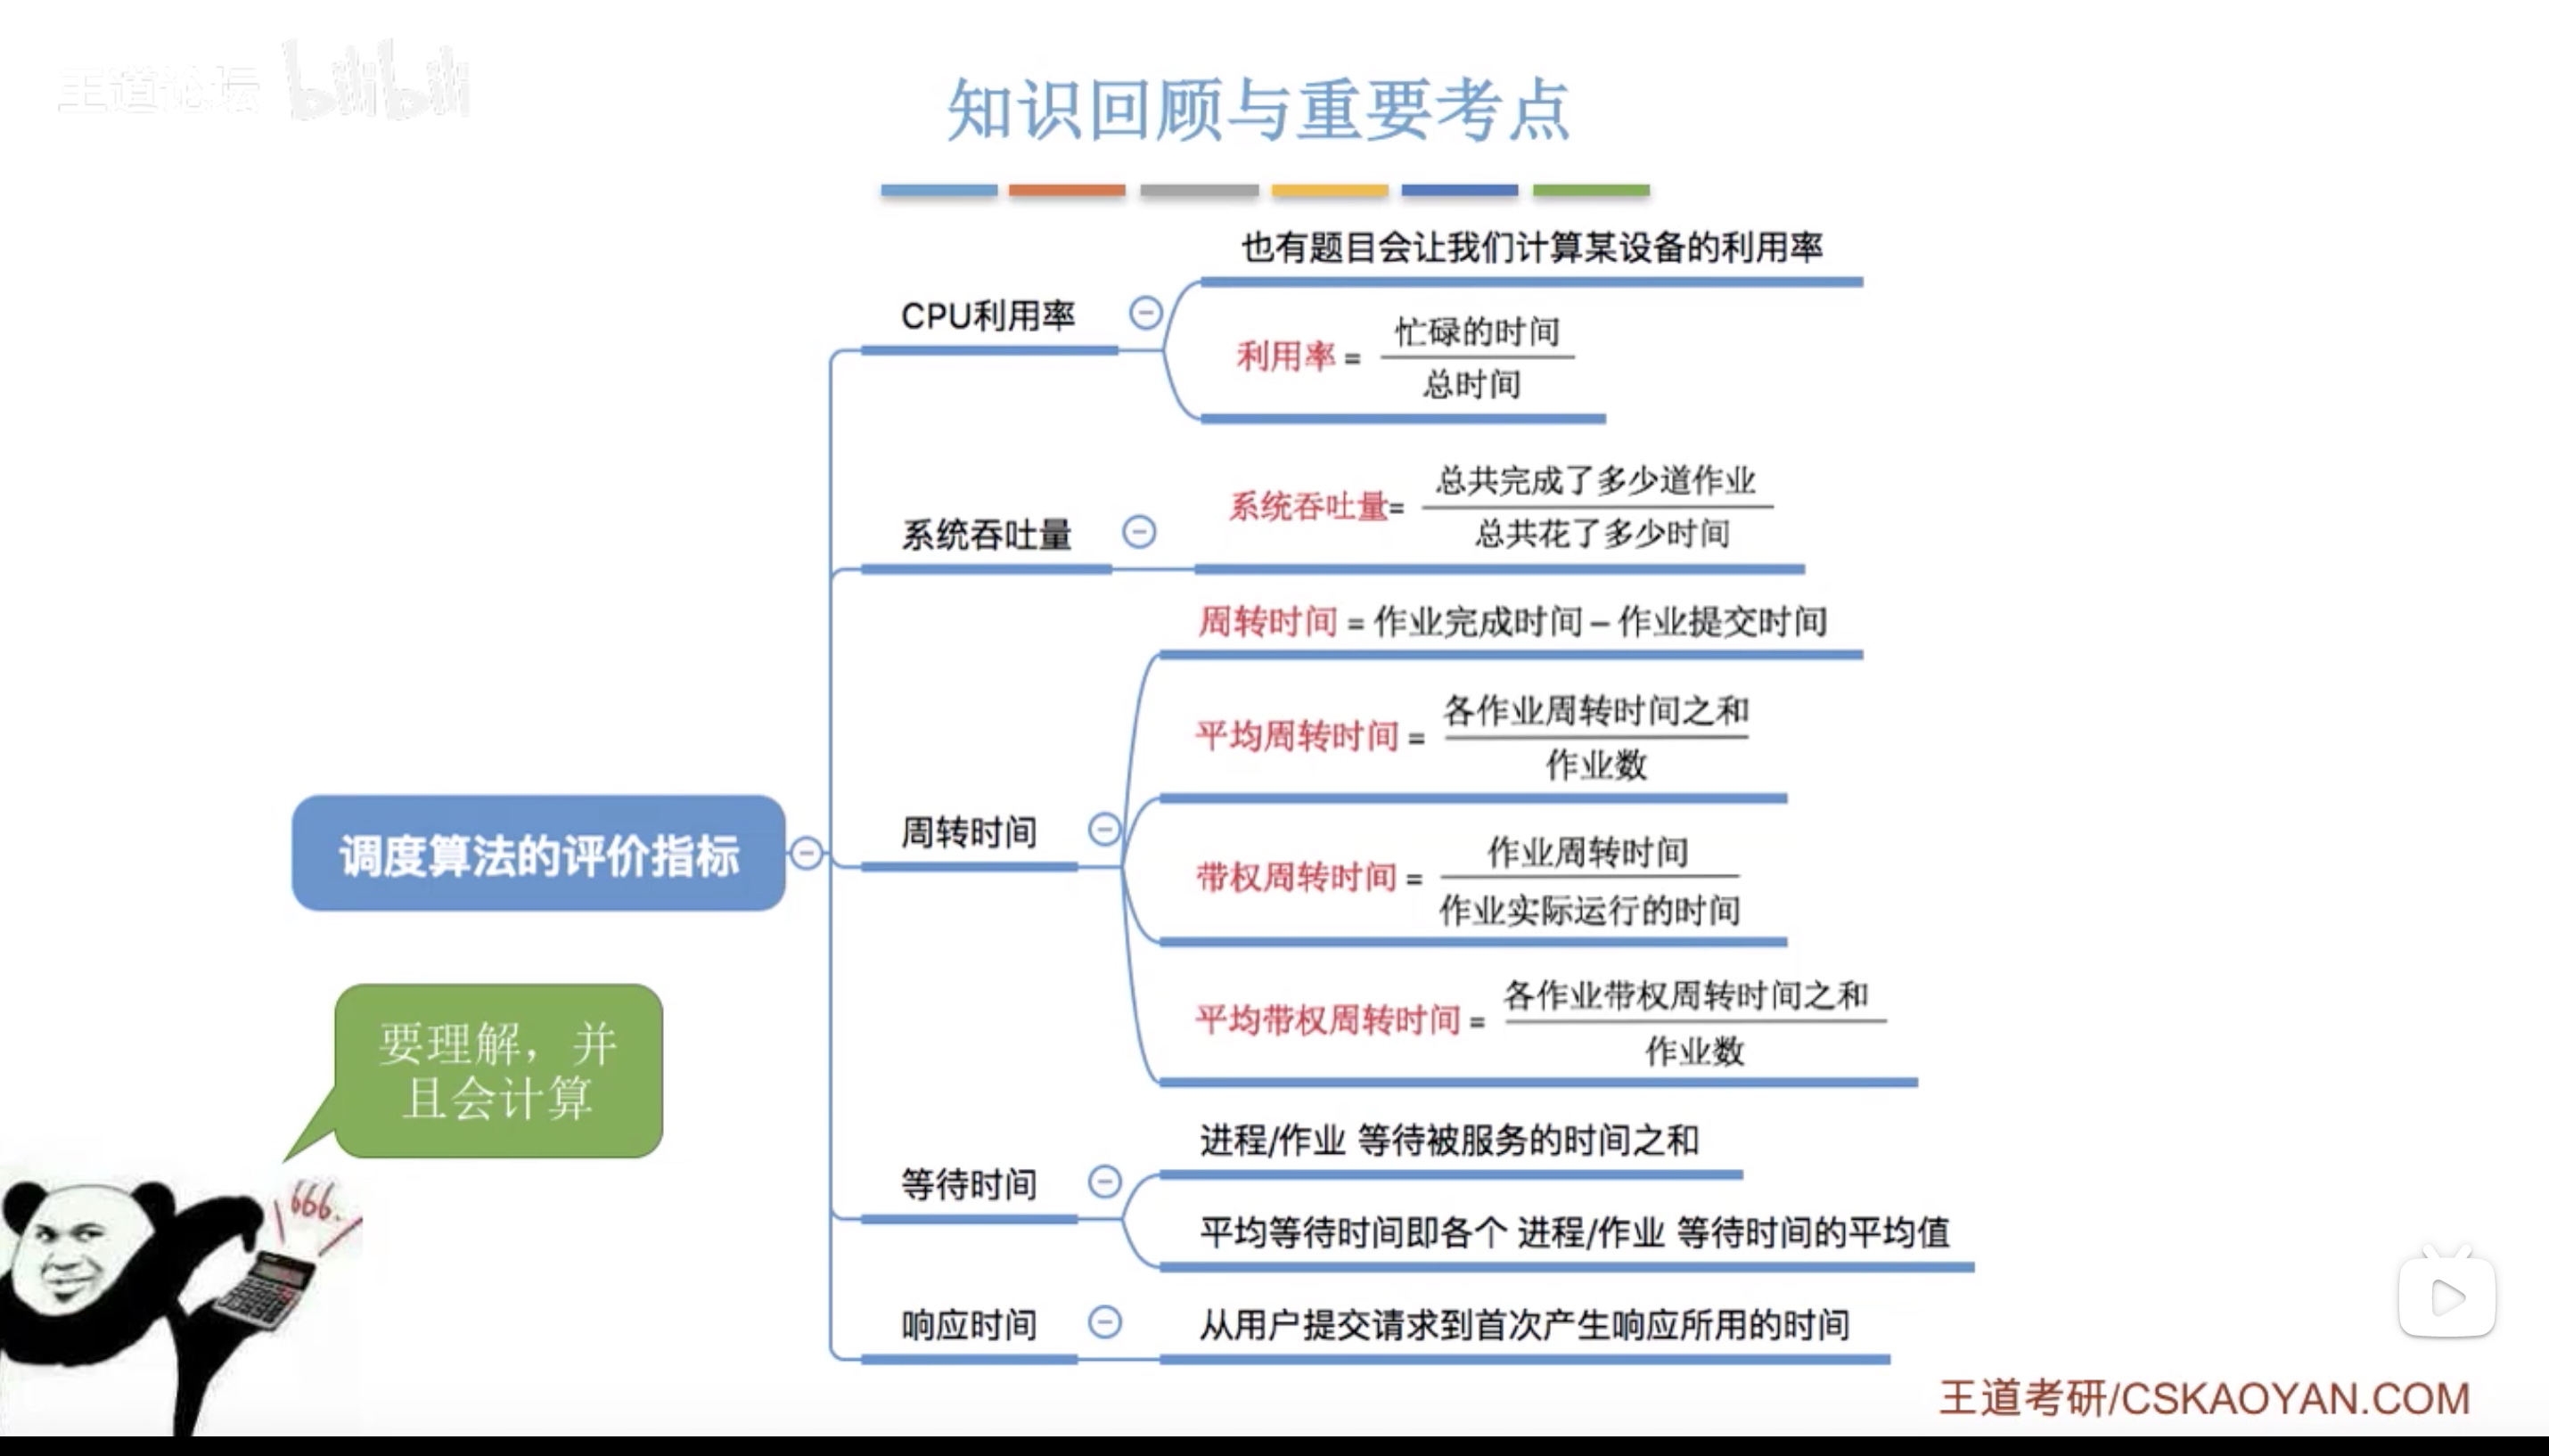 王道论坛 bilibili
知识回顾与重要考点
也有题目会让我们计算某设备的利用率
CPU利用率
忙碌的时间
利用率 =
总时间
总共完成了多少道作业
系统吞吐量=
总共花了多少时间
系统吞吐量
周转时间 = 作业完成时间 – 作业提交时间
各作业周转时间之和
平均周转时间 =
作业数
周转时间
调度算法的评价指标
作业周转时间
带权周转时间 =
作业实际运行的时间
各作业带权周转时间之和
平均带权周转时间 =
作业数
要理解，并
且会计算
进程/作业 等待被服务的时间之和
等待时间
平均等待时间即各个 进程/作业 等待时间的平均值
666.
响应时间
从用户提交请求到首次产生响应所用的时间
王道考研/CSKAOYAN.COM